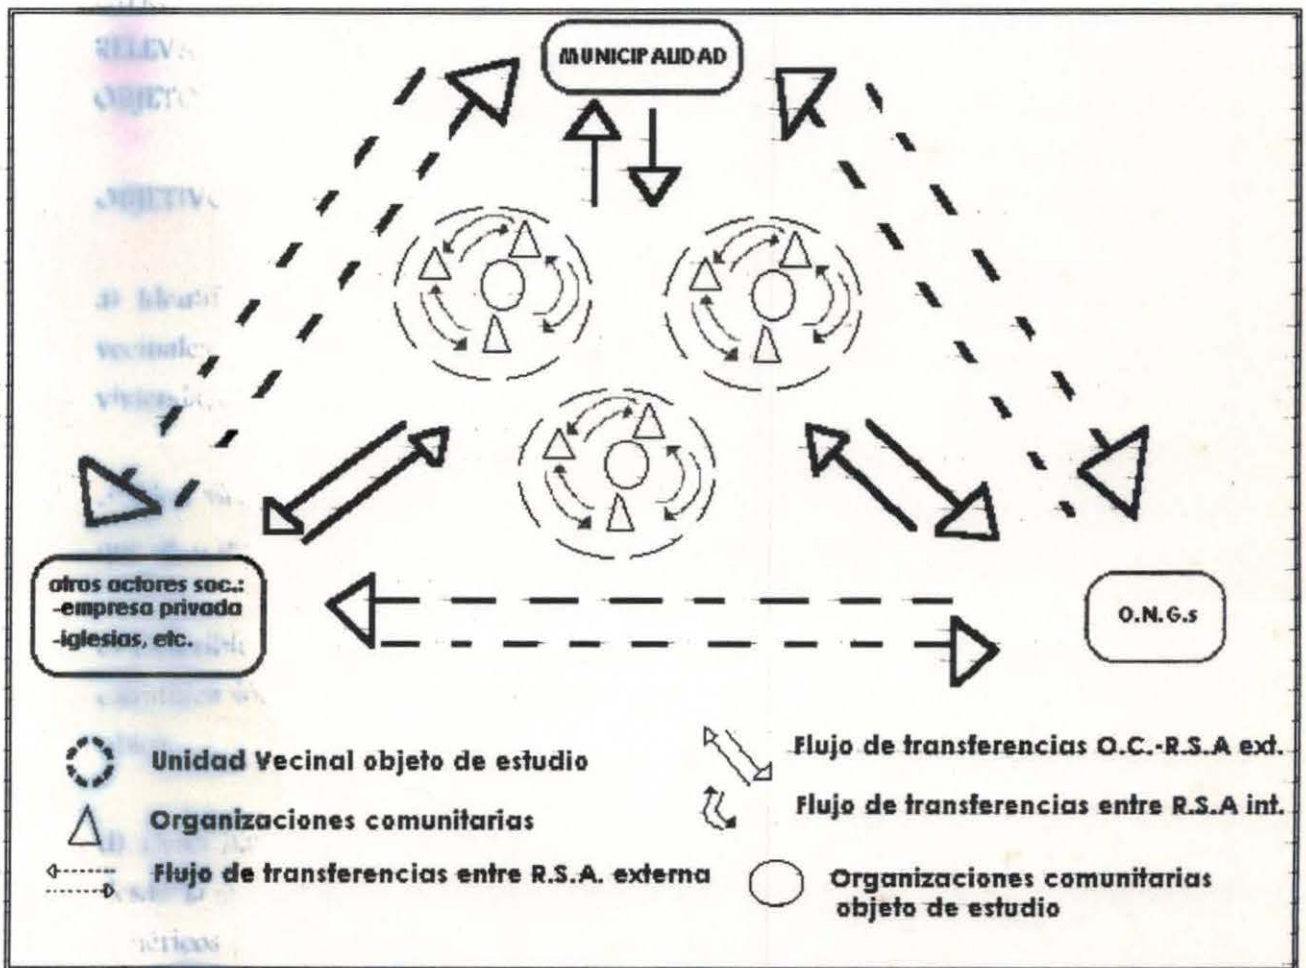 MUNICIPALIDAD
otros actores soc.:
-empresa privada
-iglesias, etc.
O.N.G.s
Unidad Vecinal objeto de estudio
Organizaciones comunitarias
Flujo de transferencias entre R.S.A. externa
Flujo de transferencias O.C.-R.S.A ext.
Flujo de transferencias entre R.S.A int.
Organizaciones comunitarias
objeto de estudio